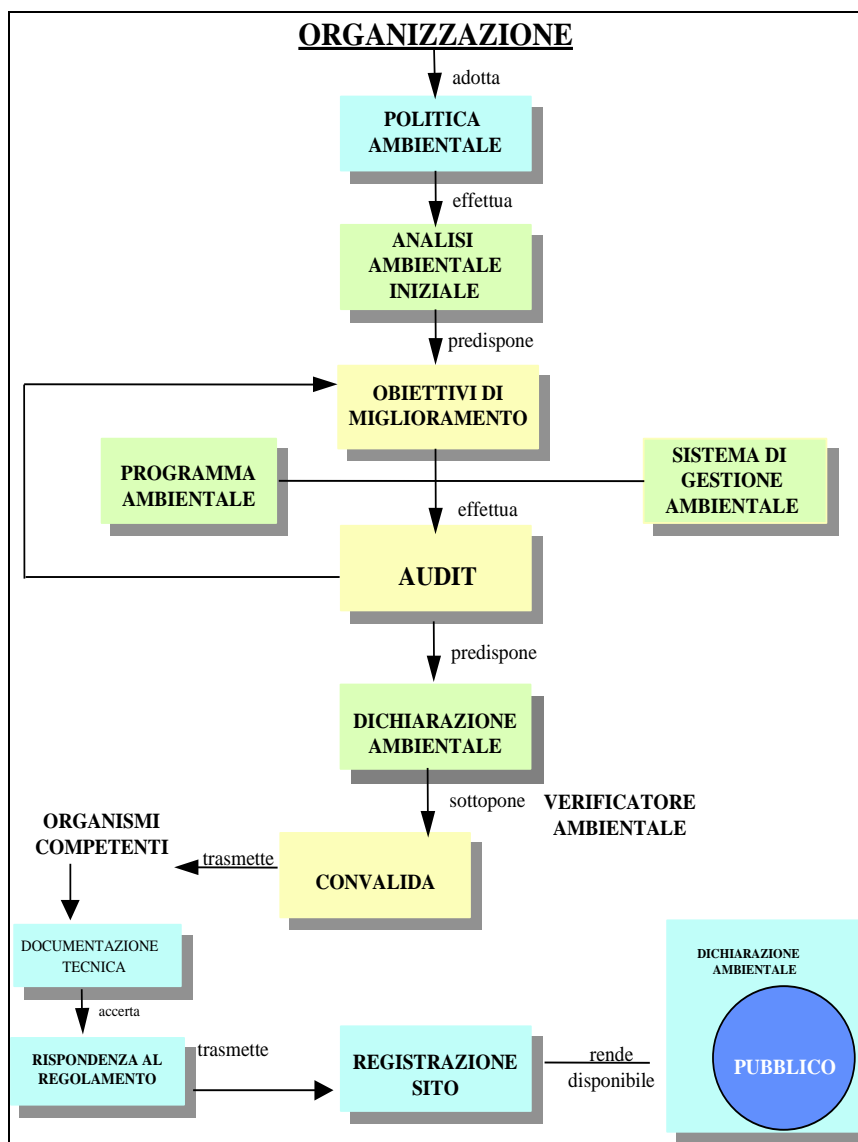 ORGANIZZAZIONE
adotta
POLITICA
AMBIENTALE
effettua
ANALISI
AMBIENTALE
INIZIALE
predispone
OBIETTIVI DI
MIGLIORAMENTO
PROGRAMMA
AMBIENTALE
SISTEMA DI
GESTIONE
AMBIENTALE
effettua
AUDIT
predispone
DICHIARAZIONE
AMBIENTALE
sottopone
VERIFICATORE
AMBIENTALE
ORGANISMI
COMPETENTI
trasmette
CONVALIDA
DOCUMENTAZIONE
TECNICA
accerta
RISPONDENZA AL
REGOLAMENTO
trasmette
REGISTRAZIONE
SITO
rende
disponibile
DICHIARAZIONE
AMBIENTALE
PUBBLICO